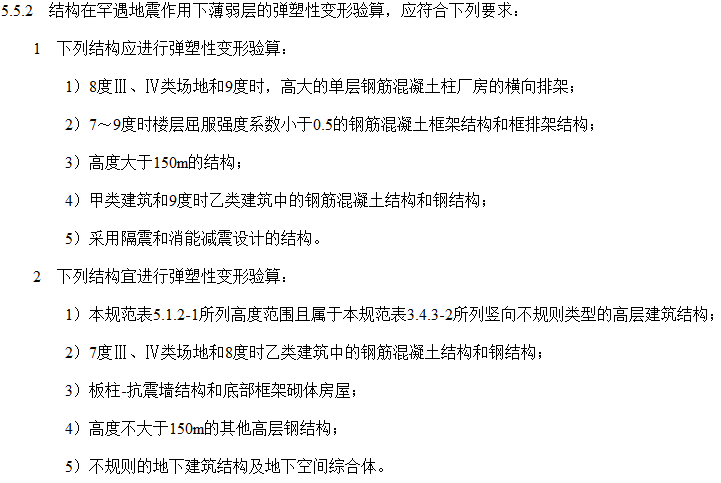 5.5.2 结构在罕遇地震作用下薄弱层的弹塑性变形验算，应符合下列要求：
1 下列结构应进行弹塑性变形验算：
1）8度Ⅲ、Ⅳ类场地和9度时，高大的单层钢筋混凝土柱厂房的横向排架；
2）7～9度时楼层屈服强度系数小于0.5的钢筋混凝土框架结构和框排架结构；
3）高度大于150m的结构；
4）甲类建筑和9度时乙类建筑中的钢筋混凝土结构和钢结构；
5）采用隔震和消能减震设计的结构。
2 下列结构宜进行弹塑性变形验算：
1）本规范表5.1.2-1所列高度范围且属于本规范表3.4.3-2所列竖向不规则类型的高层建筑结构；
2）7度Ⅲ、Ⅳ类场地和8度时乙类建筑中的钢筋混凝土结构和钢结构；
3）板柱-抗震墙结构和底部框架砌体房屋；
4）高度不大于150m的其他高层钢结构；
5）不规则的地下建筑结构及地下空间综合体。